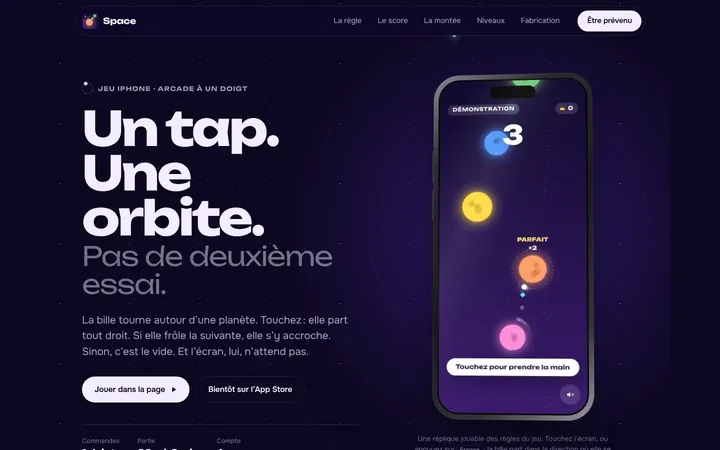 Space
La règle
Le score
La montée
Niveaux
Fabrication
Être prévenu
JEU IPHONE · ARCADE À UN DOIGT
Un tap.
Une
orbite.
Pas de deuxième
essai.
La bille tourne autour d’une planète. Touchez : elle part
tout droit. Si elle frôle la suivante, elle s’y accroche.
Sinon, c’est le vide. Et l’écran, lui, n’attend pas.
Jouer dans la page
Bientôt sur l’App Store
Commandes
Partie
Compte
DÉMONSTRATION
0
3
PARFAIT
+2
Touchez pour prendre la main
Une réplique jouable des règles du jeu. Touchez l’écran, ou